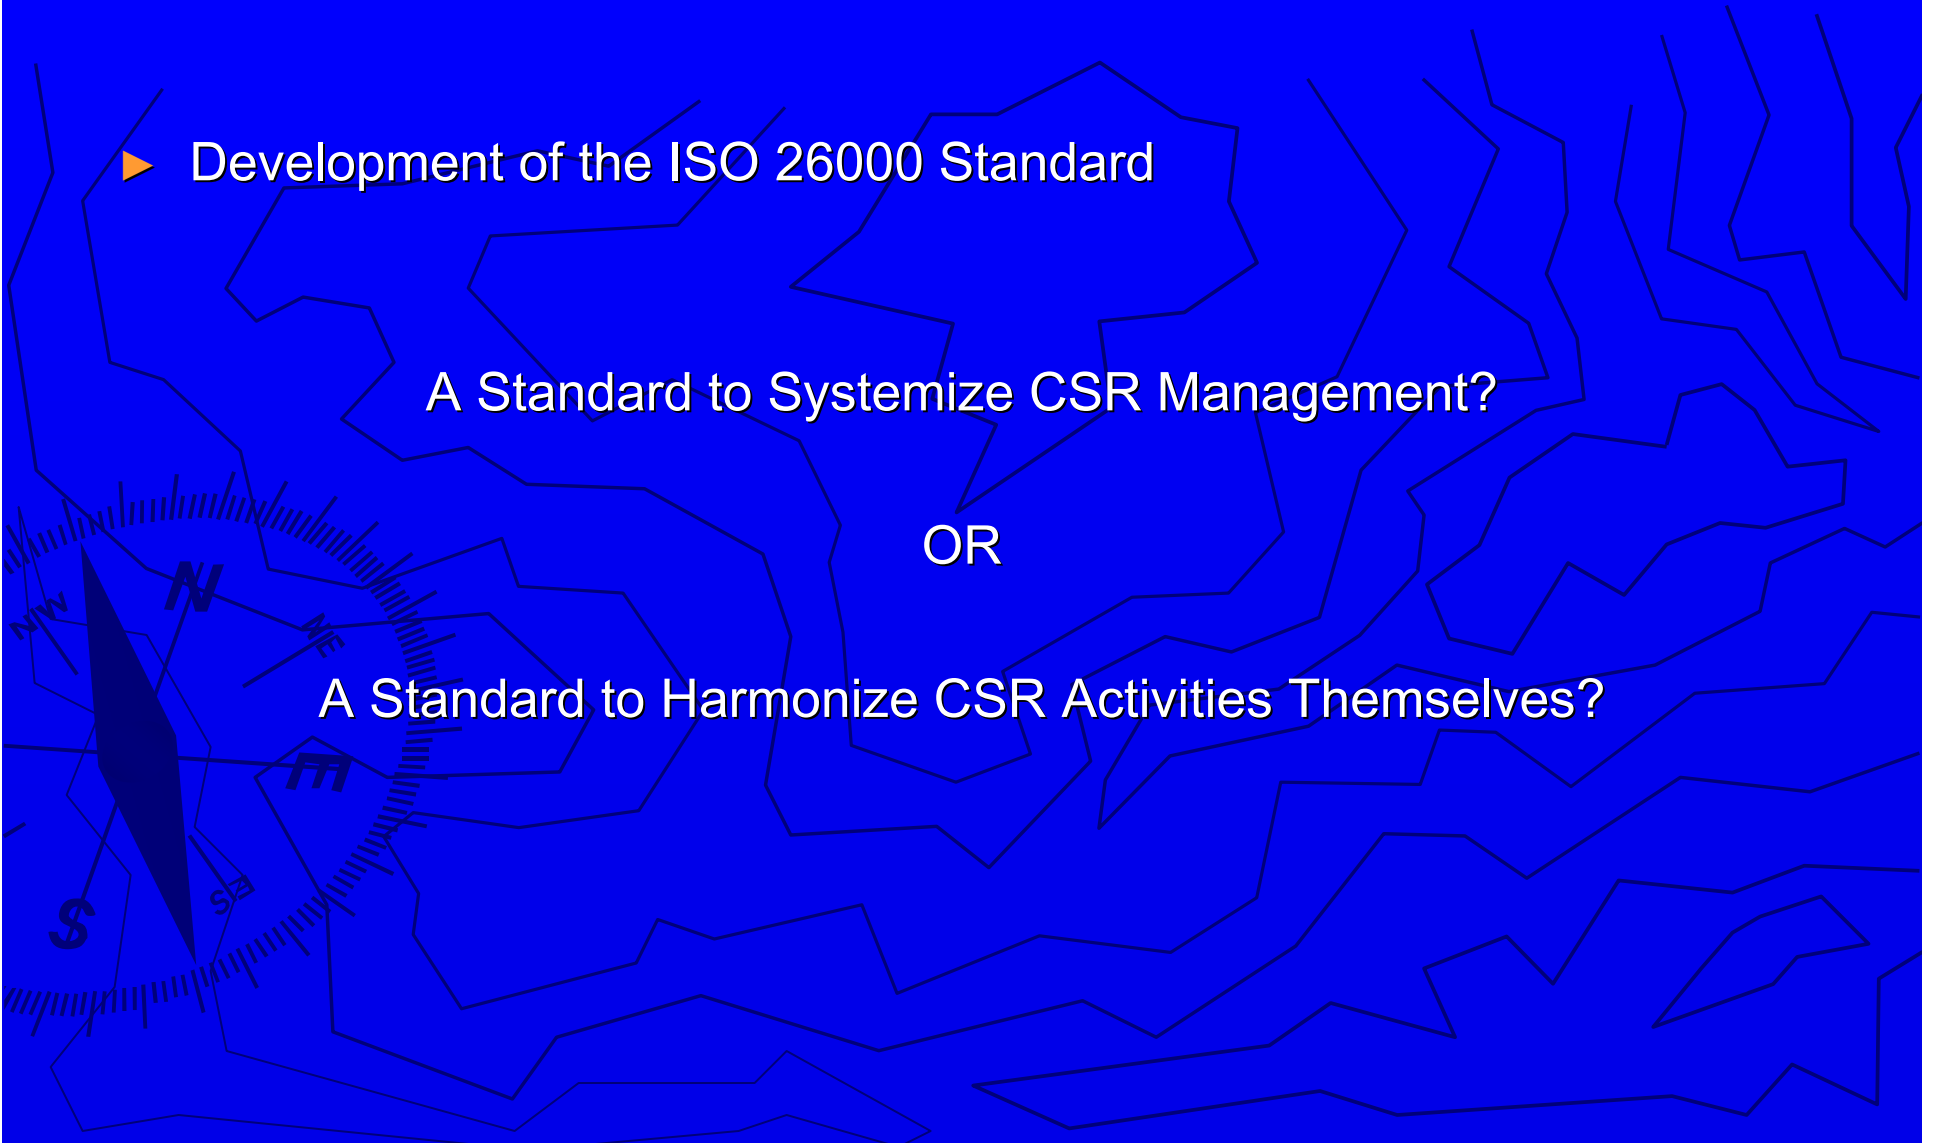 ► Development of the ISO 26000 Standard
A Standard to Systemize CSR Management?
OR
A Standard to Harmonize CSR Activities Themselves?
N
NW
NE
E
SE
S